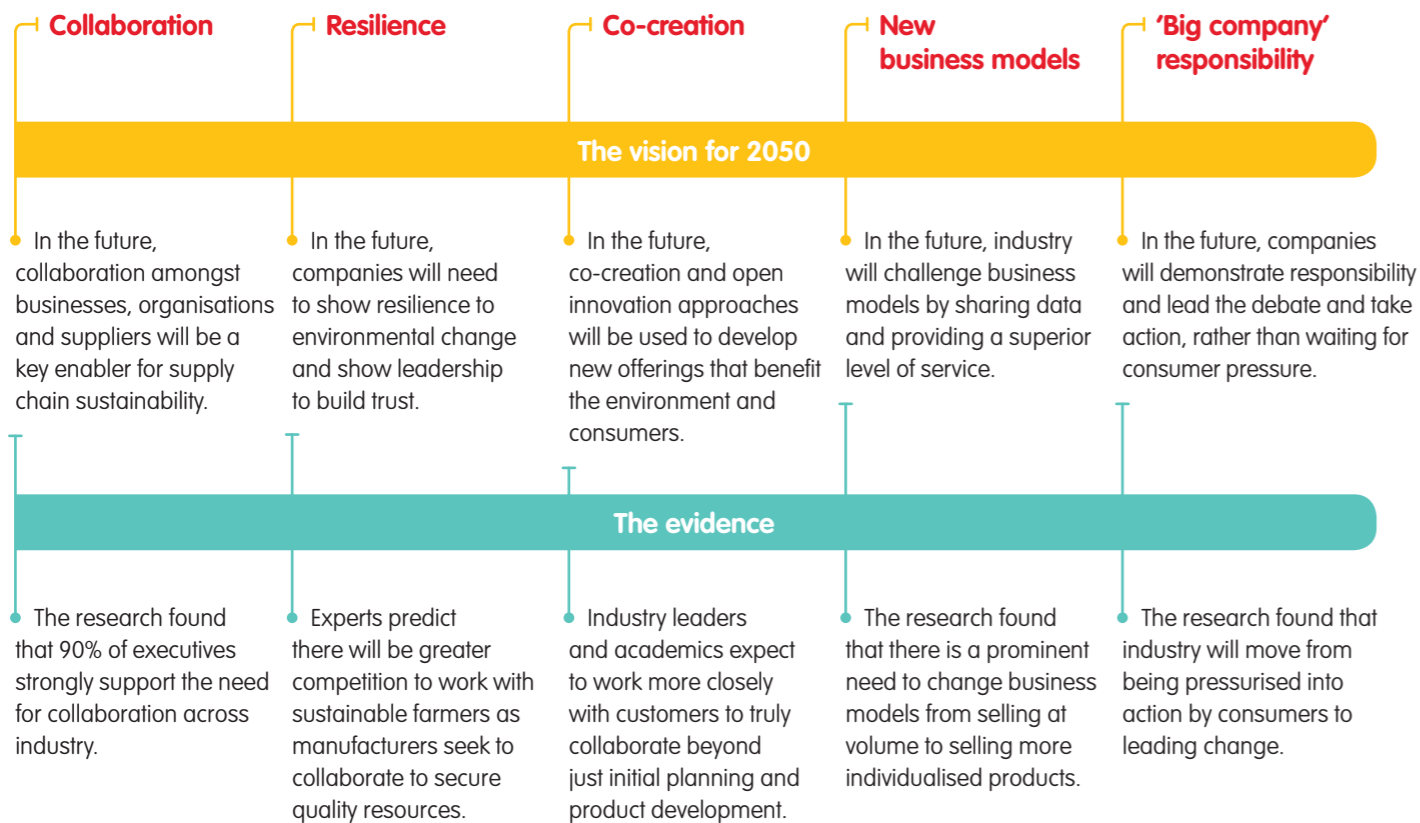 Collaboration
Resilience
Co-creation
New
business models
‘Big company’
responsibility
The vision for 2050
In the future,
collaboration amongst
businesses, organisations
and suppliers will be a
key enabler for supply
chain sustainability.
In the future,
companies will need
to show resilience to
environmental change
and show leadership
to build trust.
In the future,
co-creation and open
innovation approaches
will be used to develop
new offerings that benefit
the environment and
consumers.
In the future, industry
will challenge business
models by sharing data
and providing a superior
level of service.
In the future, companies
will demonstrate responsibility
and lead the debate and take
action, rather than waiting for
consumer pressure.
The evidence
The research found
that 90% of executives
strongly support the need
for collaboration across
industry.
Experts predict
there will be greater
competition to work with
sustainable farmers as
manufacturers seek to
collaborate to secure
quality resources.
Industry leaders
and academics expect
to work more closely
with customers to truly
collaborate beyond
just initial planning and
product development.
The research found
that there is a prominent
need to change business
models from selling at
volume to selling more
individualised products.
The research found that
industry will move from
being pressurised into
action by consumers to
leading change.